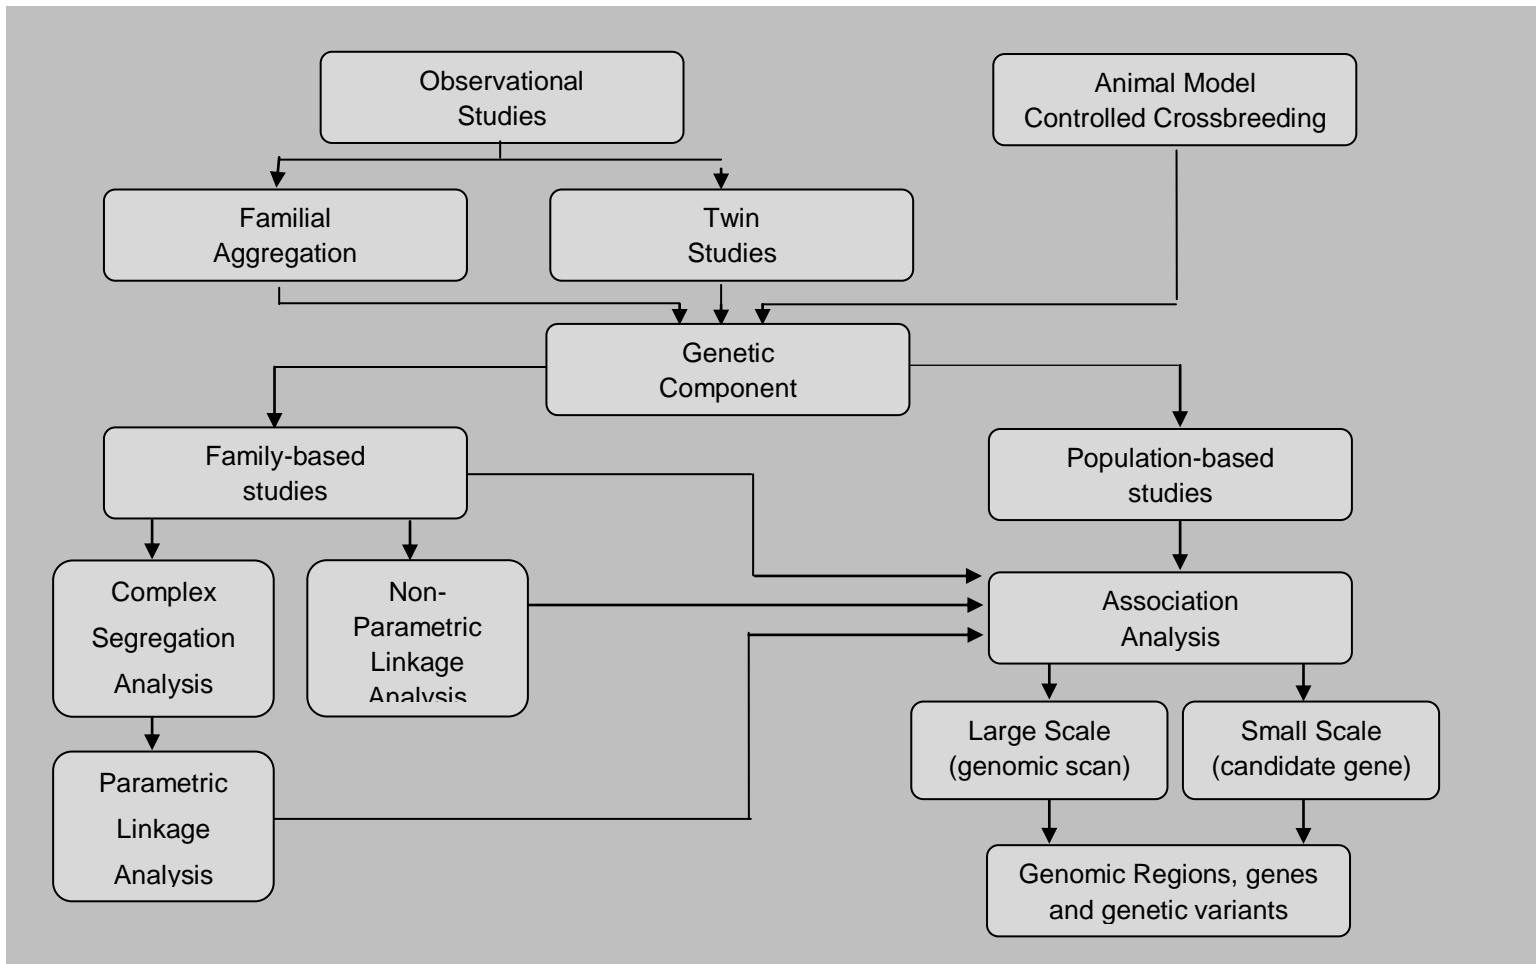 Observational
Studies
Animal Model
Controlled Crossbreeding
Familial
Aggregation
Twin
Studies
Genetic
Component
Family-based
studies
Population-based
studies
Complex
Segregation
Analysis
Non-
Parametric
Linkage
Analysis
Association
Analysis
Large Scale
(genomic scan)
Small Scale
(candidate gene)
Parametric
Linkage
Analysis
Genomic Regions, genes
and genetic variants